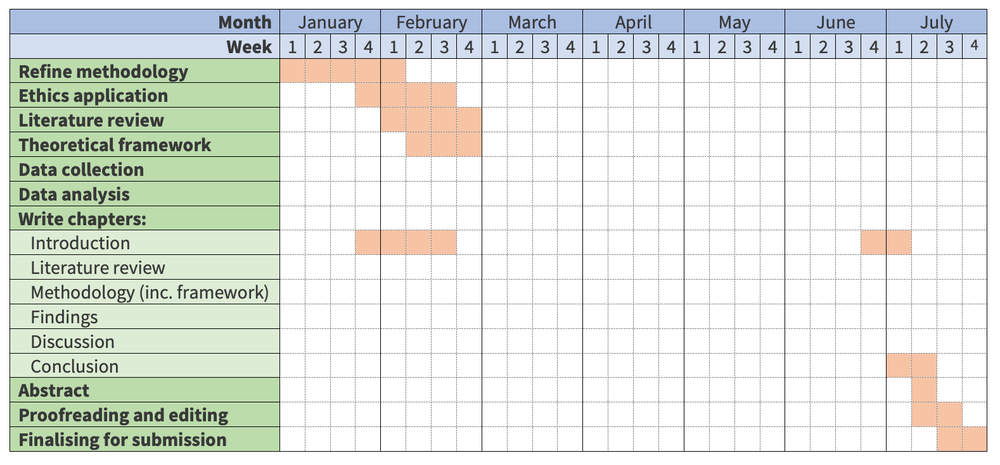 Month January February March April May June July
Week 1 2 3 4 1 2 3 4 1 2 3 4 1 2 3 4 1 2 3 4 1 2 3 4 1 2 3 4
Refine methodology
Ethics application
Literature review
Theoretical framework
Data collection
Data analysis
Write chapters:
Introduction
Literature review
Methodology (inc. framework)
Findings
Discussion
Conclusion
Abstract
Proofreading and editing
Finalising for submission